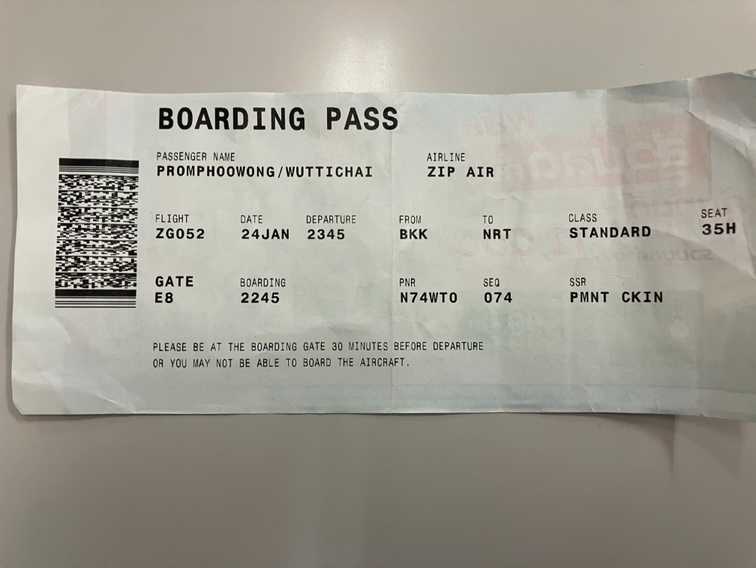 BOARDING PASS
PASSENGER NAME AIRLINE
PROMPHOOWONG/WUTTICHAI ZIP AIR
FLIGHT DATE DEPARTURE FROM TO CLASS SEAT
ZG052 24JAN 2345 BKK NRT STANDARD 35H
GATE BOARDING PNR SEQ SSR
E8 2245 N74WTO 074 PMNT CKIN
PLEASE BE AT THE BOARDING GATE 30 MINUTES BEFORE DEPARTURE
OR YOU MAY NOT BE ABLE TO BOARD THE AIRCRAFT.